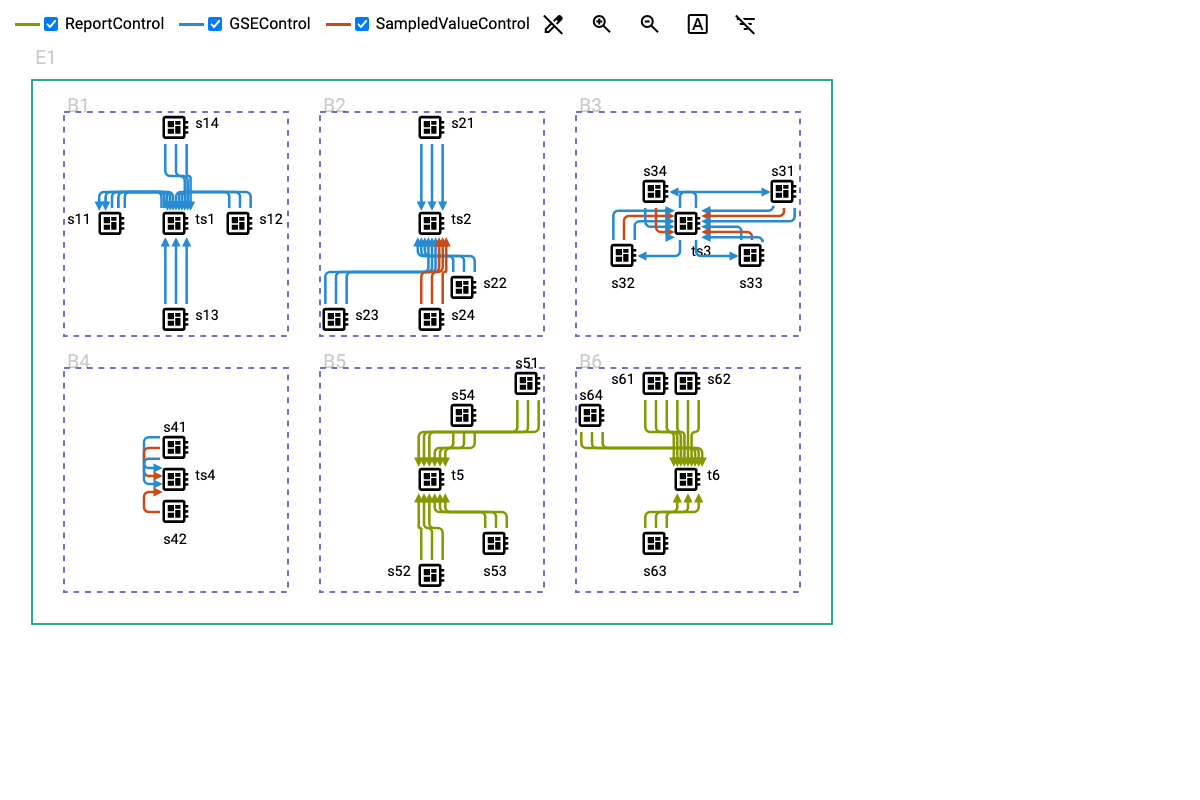 ReportControl GSEControl SampledValueControl A
E1
B1 B2 B3
s14 s21
s34 s31
s11 ts1 s12 ts2
ts3
s32 s33
s22
s13 s23 s24
B4 B5 B6
s51
s61 s62
s54 s64
s41
ts4 t5 t6
s42
s52 s53 s63